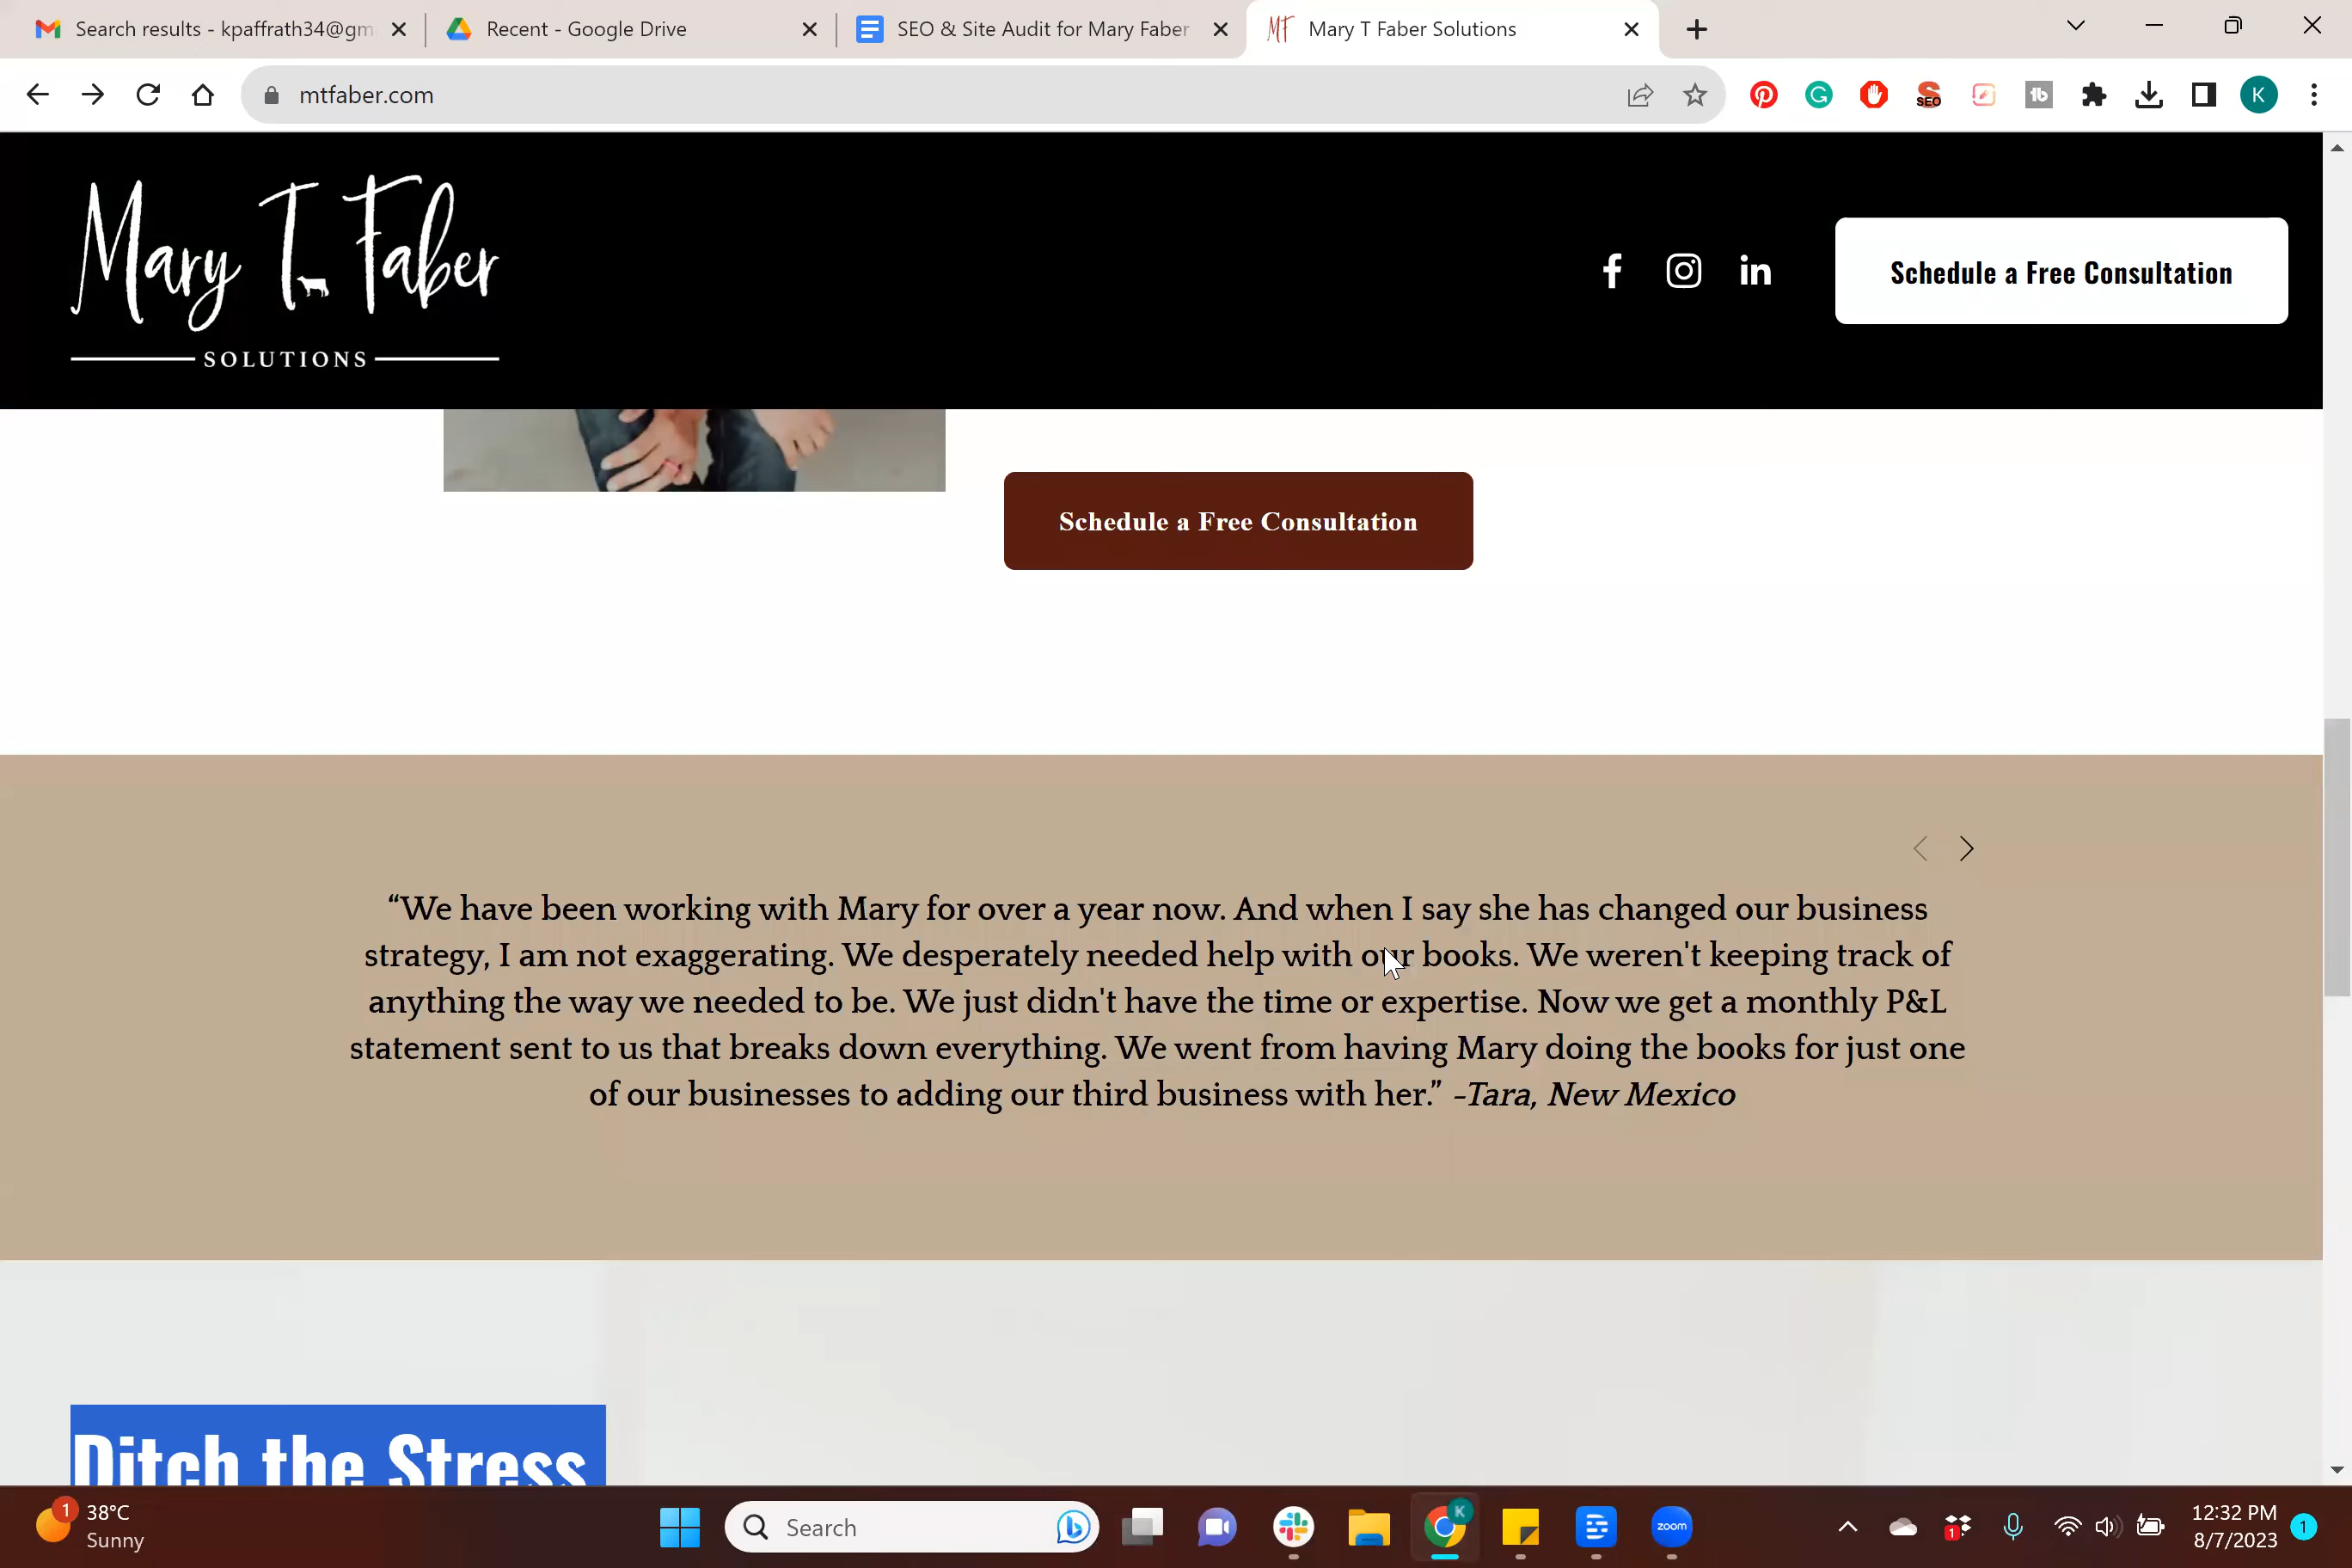 Search results - kpaffrath34@gm
Recent - Google Drive
SEO & Site Audit for Mary Faber
MF Mary T Faber Solutions
mtfaber.com
SEO
K
Mary T. Faber
SOLUTIONS
Schedule a Free Consultation
Schedule a Free Consultation
“We have been working with Mary for over a year now. And when I say she has changed our business
strategy, I am not exaggerating. We desperately needed help with our books. We weren't keeping track of
anything the way we needed to be. We just didn't have the time or expertise. Now we get a monthly P&L
statement sent to us that breaks down everything. We went from having Mary doing the books for just one
of our businesses to adding our third business with her.” -Tara, New Mexico
Ditch the Stress
1
38°C
Sunny
Search
K
zoom
1
12:32 PM
8/7/2023
1